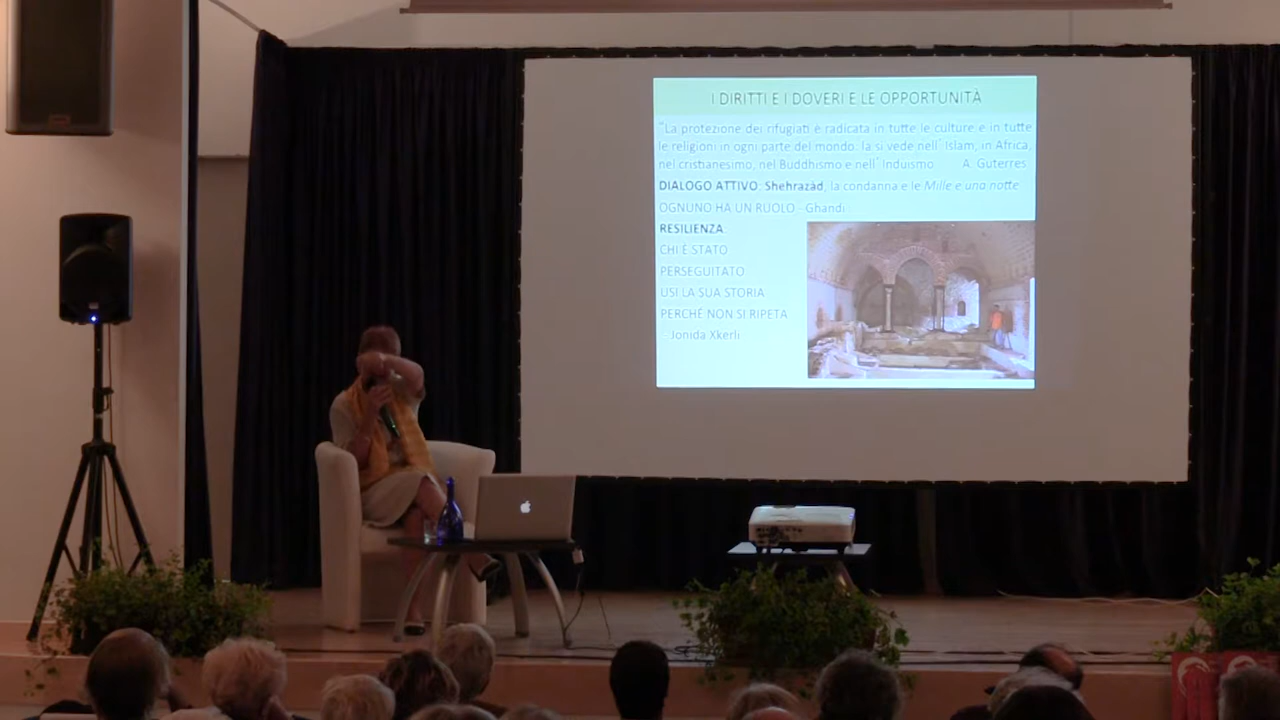 I DIRITTI E I DOVERI E LE OPPORTUNITÀ
"La protezione dei rifugiati è radicata in tutte le culture e in tutte
le religioni in ogni parte del mondo. la si vede nell' Islam, in Africa,
nel cristianesimo, nel Buddhismo e nell' Induismo A. Guterres
DIALOGO ATTIVO: Shehrazàd, la condanna e le Mille e una notte
OGNUNO HA UN RUOLO - Ghandi
RESILIENZA:
CHI È STATO
PERSEGUITATO
USI LA SUA STORIA
PERCHÉ NON SI RIPETA
- Jonida Xkerli